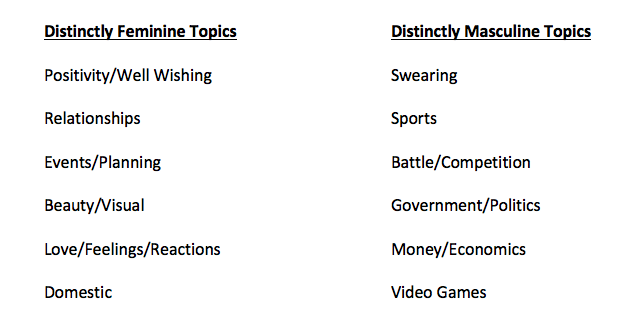 Distinctly Feminine Topics Distinctly Masculine Topics
Positivity/Well Wishing Swearing
Relationships Sports
Events/Planning Battle/Competition
Beauty/Visual Government/Politics
Love/Feelings/Reactions Money/Economics
Domestic Video Games